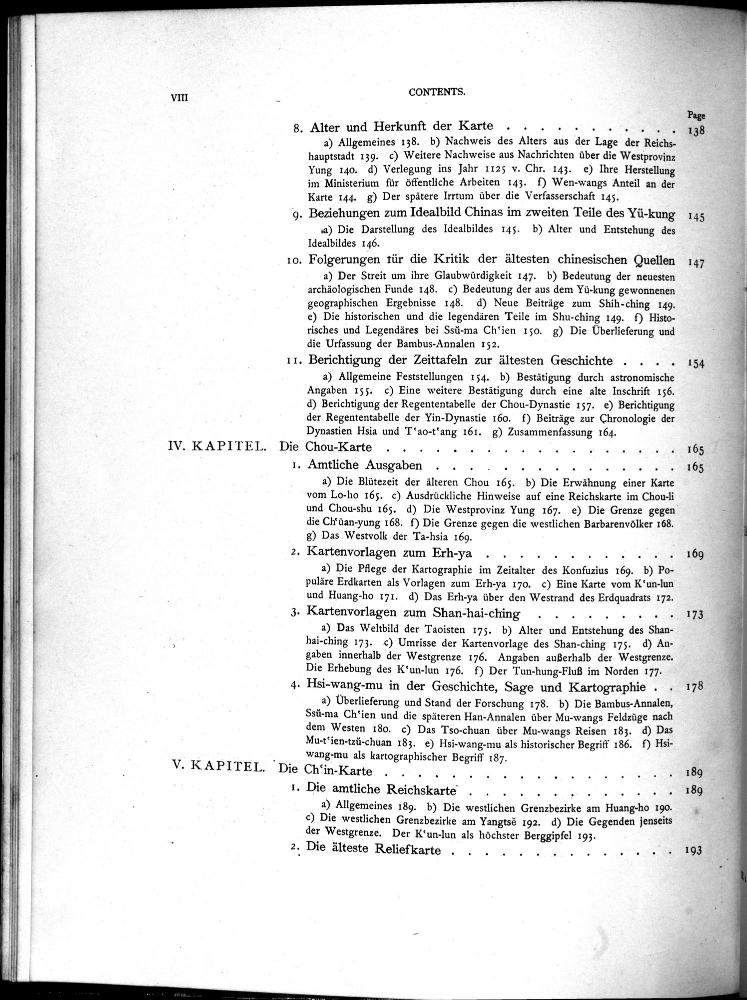 VIII CONTENTS.
Page
8. Alter und Herkunft der Karte . . . . . . . . . . . 138
a) Allgemeines 138. b) Nachweis des Alters aus der Lage der Reichs-
hauptstadt 139. c) Weitere Nachweise aus Nachrichten über die Westprovinz
Yung 140. d) Verlegung ins Jahr 1125 v. Chr. 143. e) Ihre Herstellung
im Ministerium für öffentliche Arbeiten 143. f) Wen-wangs Anteil an der
Karte 144. g) Der spätere Irrtum über die Verfasserschaft 145.
9. Beziehungen zum Idealbild Chinas im zweiten Teile des Yü-kung 145
a) Die Darstellung des Idealbildes 145. b) Alter und Entstehung des
Idealbildes 146.
10. Folgerungen für die Kritik der ältesten chinesischen Quellen 147
a) Der Streit um ihre Glaubwürdigkeit 147. b) Bedeutung der neuesten
archäologischen Funde 148. c) Bedeutung der aus dem Yü-kung gewonnenen
geographischen Ergebnisse 148. d) Neue Beiträge zum Shih-ching 149.
e) Die historischen und die legendären Teile im Shu-ching 149. f) Histo-
risches und Legendäres bei Ssü-ma Ch‘ien 150. g) Die Überlieferung und
die Urfassung der Bambus-Annalen 152.
11. Berichtigung der Zeittafeln zur ältesten Geschichte . . . . 154
a) Allgemeine Feststellungen 154. b) Bestätigung durch astronomische
Angaben 155. c) Eine weitere Bestätigung durch eine alte Inschrift 156.
d) Berichtigung der Regententabelle der Chou-Dynastie 157. e) Berichtigung
der Regententabelle der Yin-Dynastie 160. f) Beiträge zur Chronologie der
Dynastien Hsia und T‘ao-t‘ang 161. g) Zusammenfassung 164.
IV. KAPITEL. Die Chou-Karte . . . . . . . . . . . . . . . . . . 165
1. Amtliche Ausgaben . . . . . . . . . . . . . . . 165
a) Die Blütezeit der älteren Chou 165. b) Die Erwähnung einer Karte
vom Lo-ho 165. c) Ausdrückliche Hinweise auf eine Reichskarte im Chou-li
und Chou-shu 165. d) Die Westprovinz Yung 167. e) Die Grenze gegen
die Ch‘üan-yung 168. f) Die Grenze gegen die westlichen Barbarenvölker 168.
g) Das Westvolk der Ta-hsia 169.
2. Kartenvorlagen zum Erh-ya . . . . . . . . . . . . 169
a) Die Pflege der Kartographie im Zeitalter des Konfuzius 169. b) Po-
puläre Erdkarten als Vorlagen zum Erh-ya 170. c) Eine Karte vom K‘un-lun
und Huang-ho 171. d) Das Erh-ya über den Westrand des Erdquadrats 172.
3. Kartenvorlagen zum Shan-hai-ching . . . . . . . . . 173
a) Das Weltbild der Taoisten 175. b) Alter und Entstehung des Shan-
hai-ching 173. c) Umrisse der Kartenvorlage des Shan-ching 175. d) An-
gaben innerhalb der Westgrenze 176. Angaben außerhalb der Westgrenze.
Die Erhebung des K‘un-lun 176. f) Der Tun-hung-Fluß im Norden 177.
4. Hsi-wang-mu in der Geschichte, Sage und Kartographie . . 178
a) Überlieferung und Stand der Forschung 178. b) Die Bambus-Annalen,
Ssü-ma Ch‘ien und die späteren Han-Annalen über Mu-wangs Feldzüge nach
dem Westen 180. c) Das Tso-chuan über Mu-wangs Reisen 183. d) Das
Mu-t‘ien-tzü-chuan 183. e) Hsi-wang-mu als historischer Begriff 186. f) Hsi-
wang-mu als kartographischer Begriff 187.
V. KAPITEL. Die Ch‘in-Karte . . . . . . . . . . . . . . . . . . 189
1. Die amtliche Reichskarte . . . . . . . . . . . . . 189
a) Allgemeines 189. b) Die westlichen Grenzbezirke am Huang-ho 190.
c) Die westlichen Grenzbezirke am Yangtsë 192. d) Die Gegenden jenseits
der Westgrenze. Der K‘un-lun als höchster Berggipfel 193.
2. Die älteste Reliefkarte . . . . . . . . . . . . . . 193